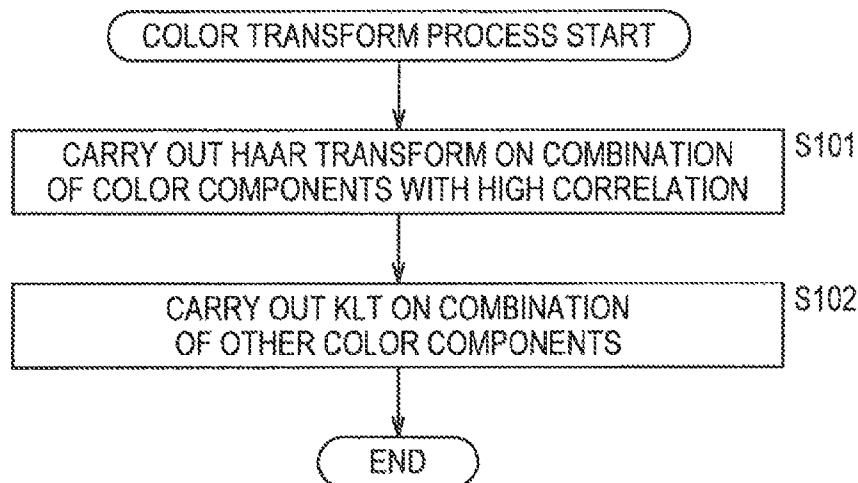 COLOR TRANSFORM PROCESS START
CARRY OUT HAAR TRANSFORM ON COMBINATION
OF COLOR COMPONENTS WITH HIGH CORRELATION
S101
CARRY OUT KLT ON COMBINATION
OF OTHER COLOR COMPONENTS
S102
END